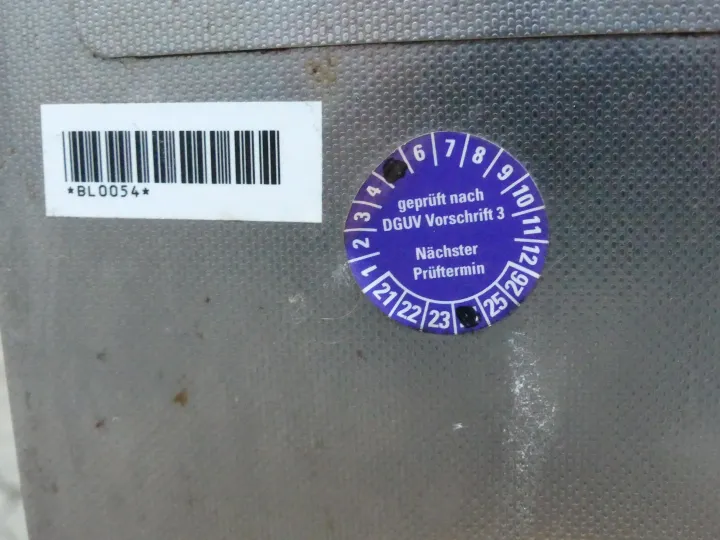 *BL0054*
1 2 3 4 6 7 8 9 10 11 12
geprüft nach
DGUV Vorschrift 3
Nächster
Prüftermin
21 22 23 25 26